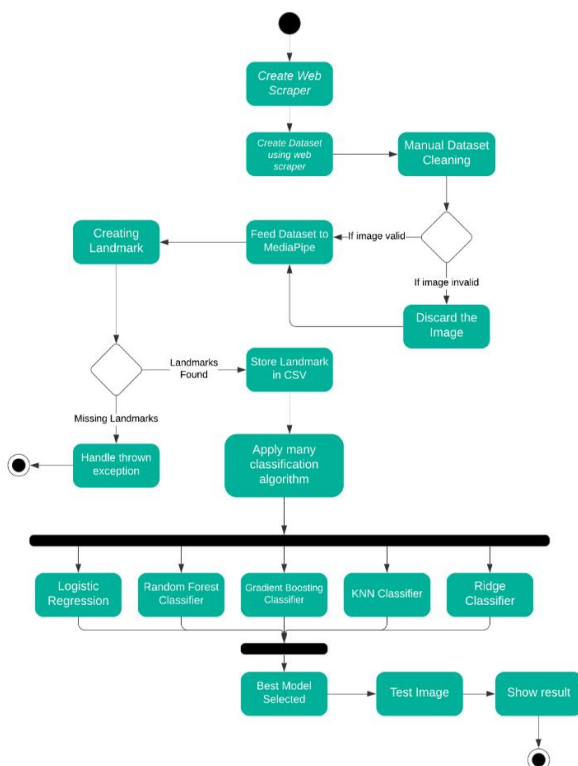 Create Web
Scraper
Create Dataset
using web
scraper
Manual Dataset
Cleaning
Creating
Landmark
Feed Dataset to
MediaPipe
If image valid
If image invalid
Discard the
Image
Landmarks
Found
Store Landmark
in CSV
Missing Landmarks
Handle thrown
exception
Apply many
classification
algorithm
Logistic
Regression
Random Forest
Classifier
Gradient Boosting
Classifier
KNN Classifier
Ridge
Classifier
Best Model
Selected
Test Image
Show result